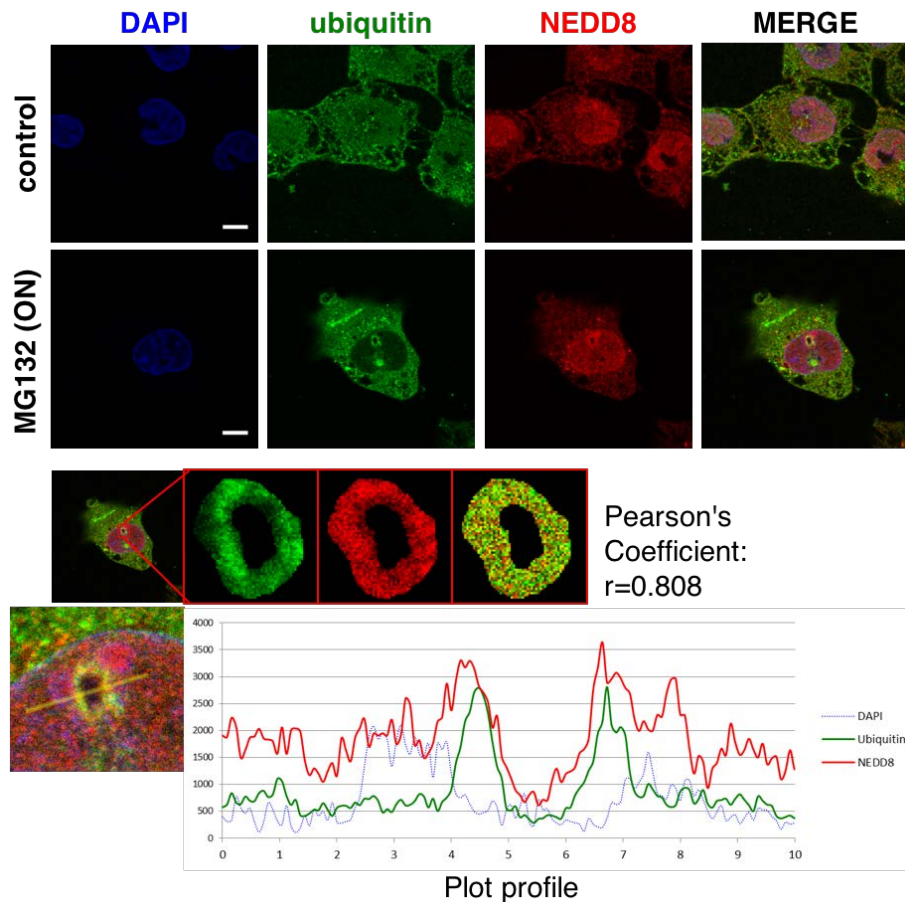 DAPI ubiquitin NEDD8 MERGE
control
MG132 (ON)
Pearson's
Coefficient:
r=0.808
4000
3500
3000
2500
2000
1500
1000
500
0
0 1 2 3 4 5 6 7 8 9 10
DAPI
Ubiquitin
NEDD8
Plot profile